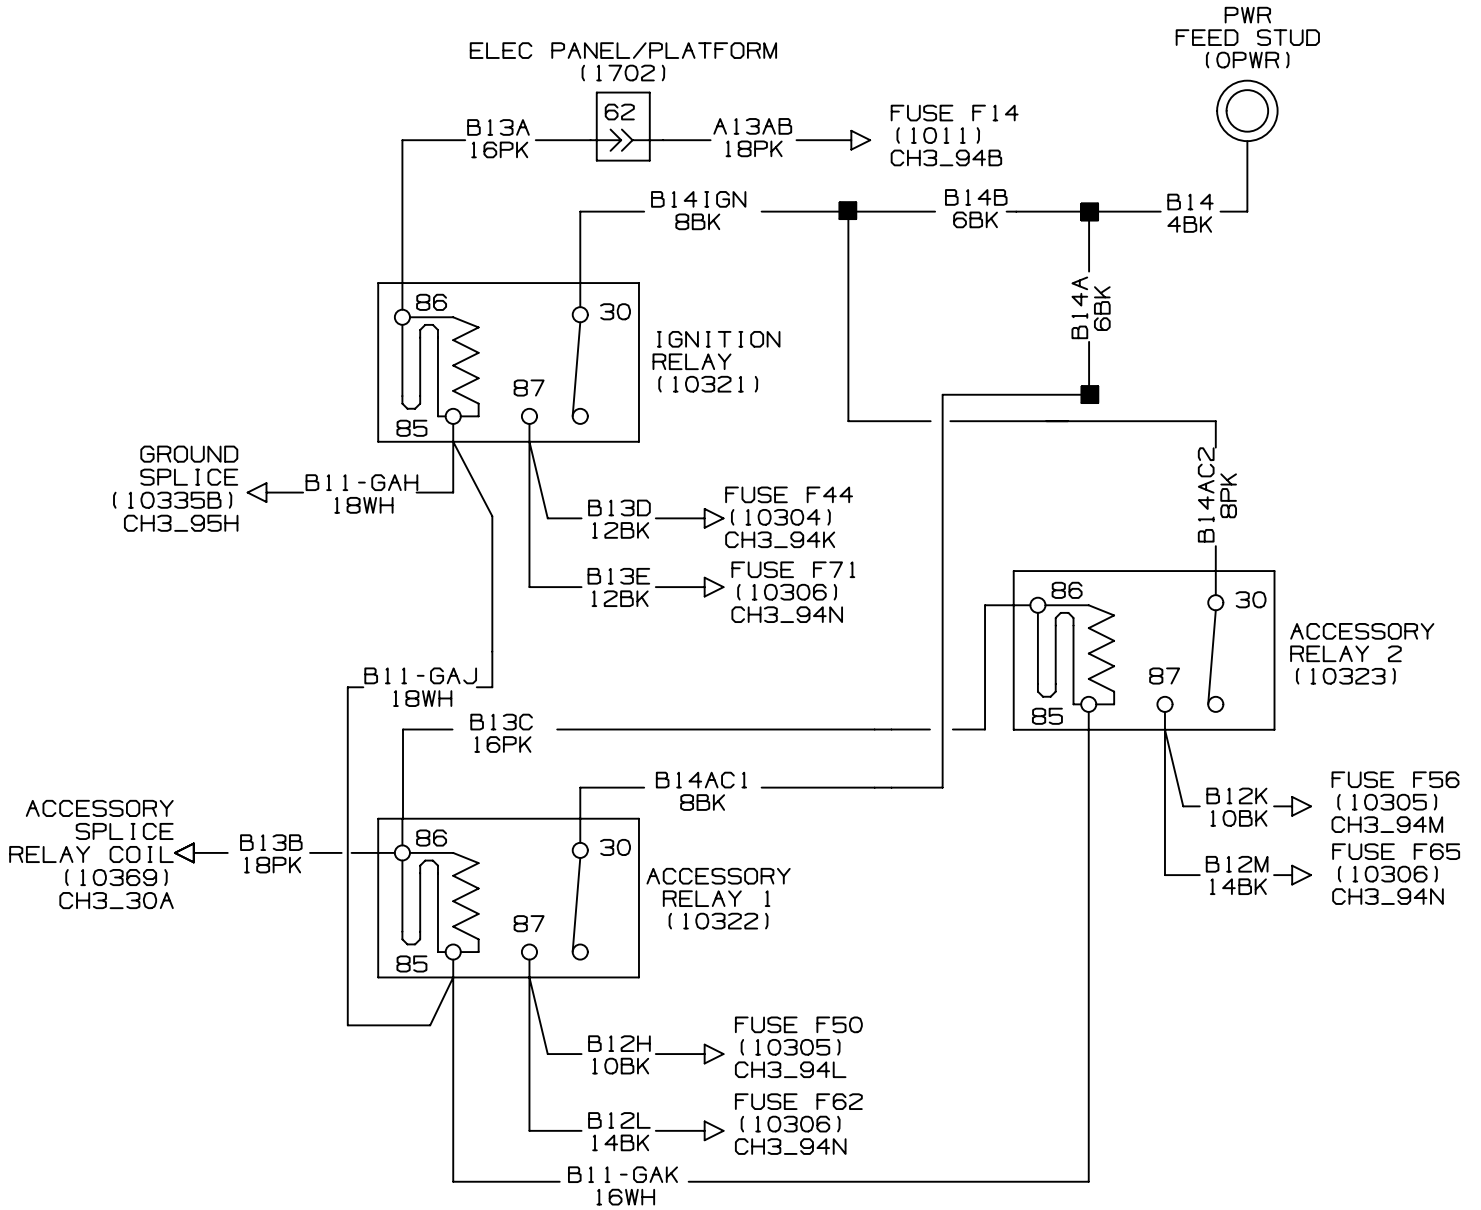 PWR
FEED STUD
(0PWR)
ELEC PANEL/PLATFORM
(1702)
62
B13A
16PK
A13AB
18PK
FUSE F14
(1011)
CH3_94B
B14IGN
8BK
B14B
6BK
B14
4BK
B14A
6BK
86
30
87
85
IGNITION
RELAY
(10321)
GROUND
SPLICE
(10335B)
CH3_95H
B11-GAH
18WH
B13D
12BK
FUSE F44
(10304)
CH3_94K
B13E
12BK
FUSE F71
(10306)
CH3_94N
B14AC2
8PK
86
30
87
85
ACCESSORY
RELAY 2
(10323)
B11-GAJ
18WH
B13C
16PK
B14AC1
8BK
B12K
10BK
FUSE F56
(10305)
CH3_94M
B12M
14BK
FUSE F65
(10306)
CH3_94N
ACCESSORY
SPLICE
RELAY COIL
(10369)
CH3_30A
B13B
18PK
86
30
87
85
ACCESSORY
RELAY 1
(10322)
B12H
10BK
FUSE F50
(10305)
CH3_94L
B12L
14BK
FUSE F62
(10306)
CH3_94N
B11-GAK
16WH